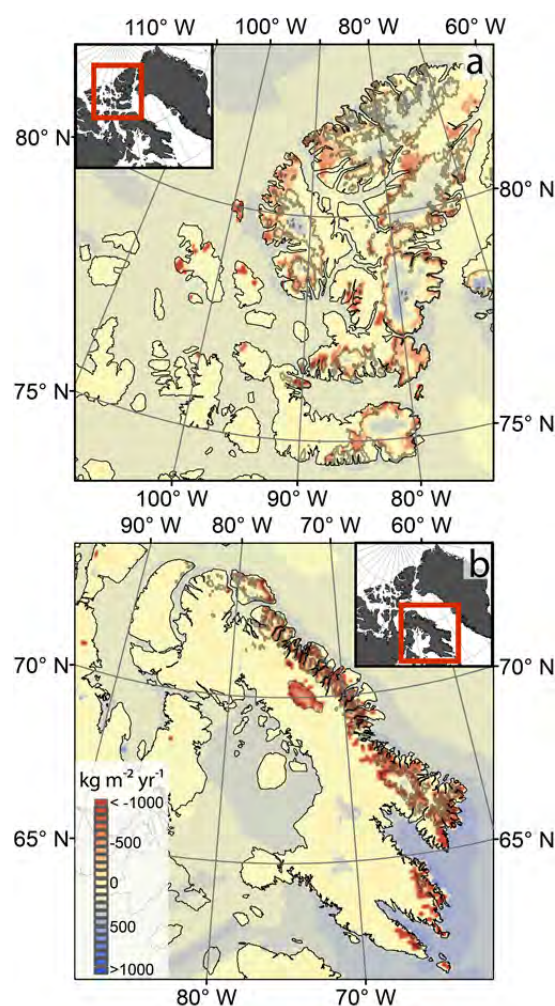 110° W 100° W 90° W 80° W 70° W 60° W
a
80° N
80° N
75° N
75° N
100° W 90° W 80° W
90° W 80° W 70° W 60° W
b
70° N
70° N
kg m⁻² yr⁻¹
< -1000
-500
0
500
>1000
65° N
65° N
80° W 70° W